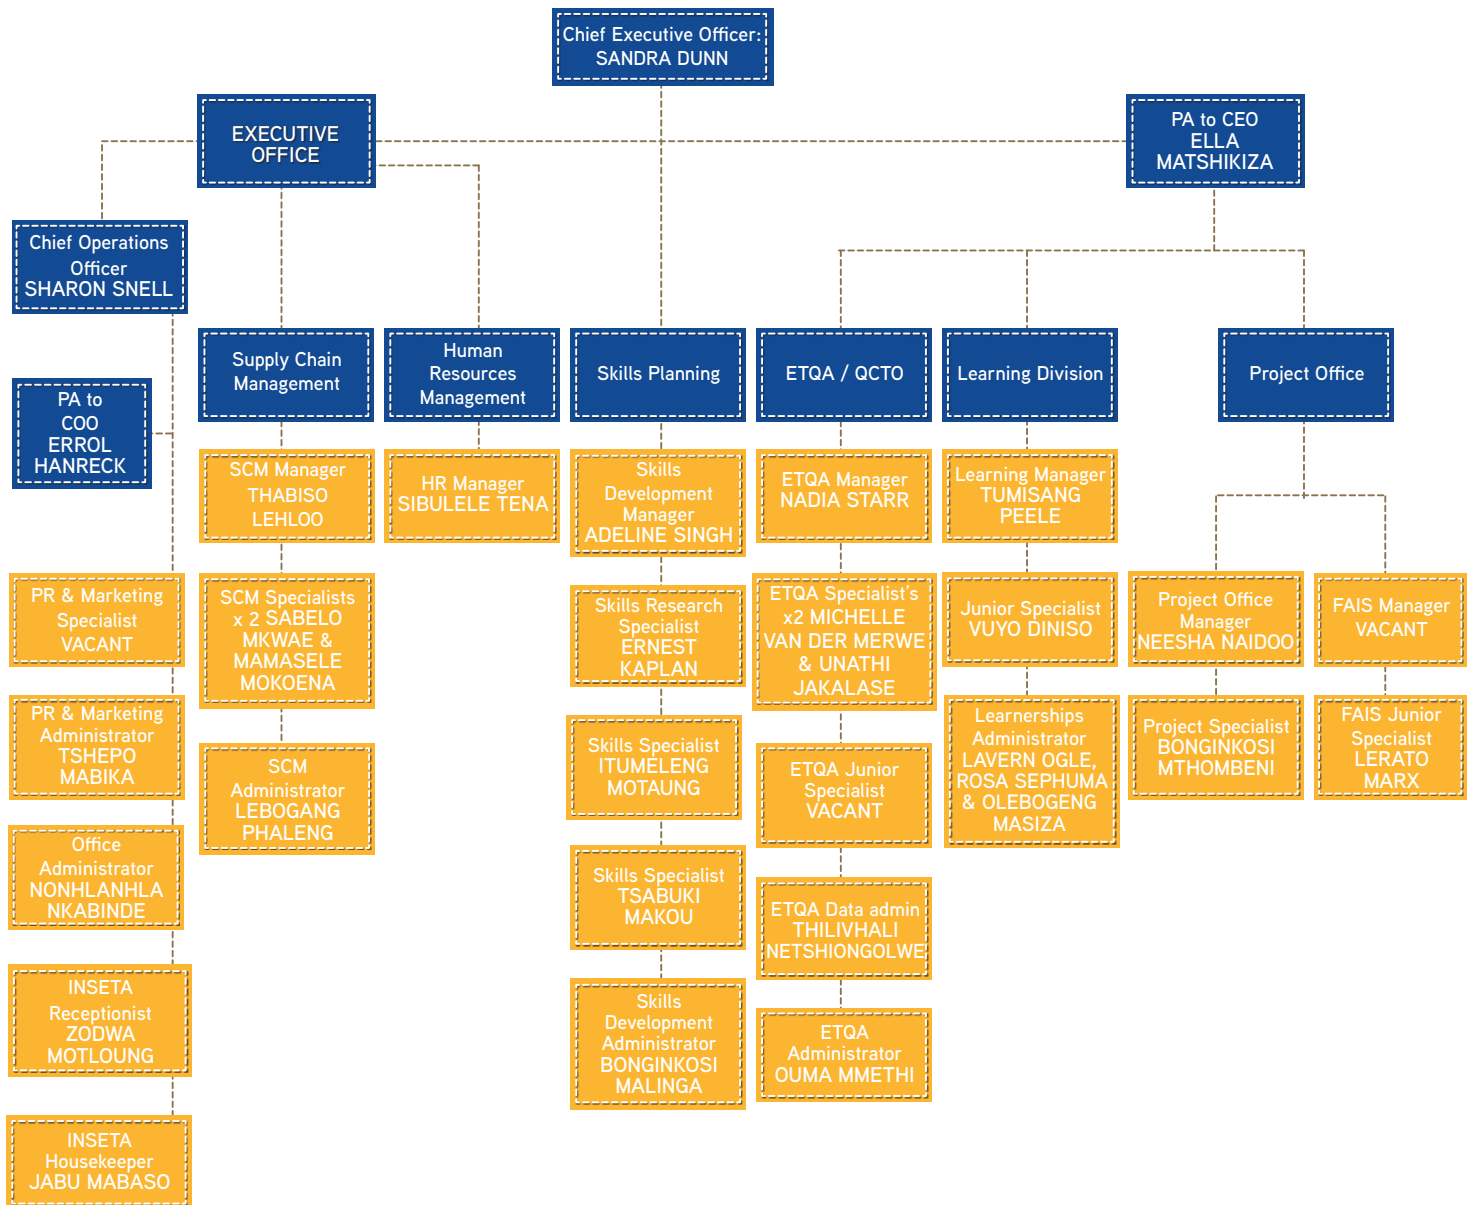 Chief Executive Officer:
SANDRA DUNN
EXECUTIVE
OFFICE
PA to CEO
ELLA
MATSHIKIZA
Chief Operations
Officer
SHARON SNELL
PA to
COO
ERROL
HANRECK
Supply Chain
Management
Human
Resources
Management
Skills Planning
ETQA / QCTO
Learning Division
Project Office
PR & Marketing
Specialist
VACANT
PR & Marketing
Administrator
TSHEPO
MABIKA
Office
Administrator
NONHLANHLA
NKABINDE
INSETA
Receptionist
ZODWA
MOTLOUNG
INSETA
Housekeeper
JABU MABASO
SCM Manager
THABISO
LEHLOO
SCM Specialists
x 2 SABELO
MKWAE &
MAMASELE
MOKOENA
SCM
Administrator
LEBOGANG
PHALENG
HR Manager
SIBULELE TENA
Skills
Development
Manager
ADELINE SINGH
Skills Research
Specialist
ERNEST
KAPLAN
Skills Specialist
ITUMELENG
MOTAUNG
Skills Specialist
TSABUKI
MAKOU
Skills
Development
Administrator
BONGINKOSI
MALINGA
ETQA Manager
NADIA STARR
ETQA Specialist's
x2 MICHELLE
VAN DER MERWE
& UNATHI
JAKALASE
ETQA Junior
Specialist
VACANT
ETQA Data admin
THILIVHALI
NETSHIONGOLWE
ETQA
Administrator
OUMA MMETHI
Learning Manager
TUMISANG
PEELE
Junior Specialist
VUYO DINISO
Learnerships
Administrator
LAVERN OGLE,
ROSA SEPHUMA
& OLEBOGENG
MASIZA
Project Office
Manager
NEESHA NAIDOO
Project Specialist
BONGINKOSI
MTHOMBENI
FAIS Manager
VACANT
FAIS Junior
Specialist
LERATO
MARX